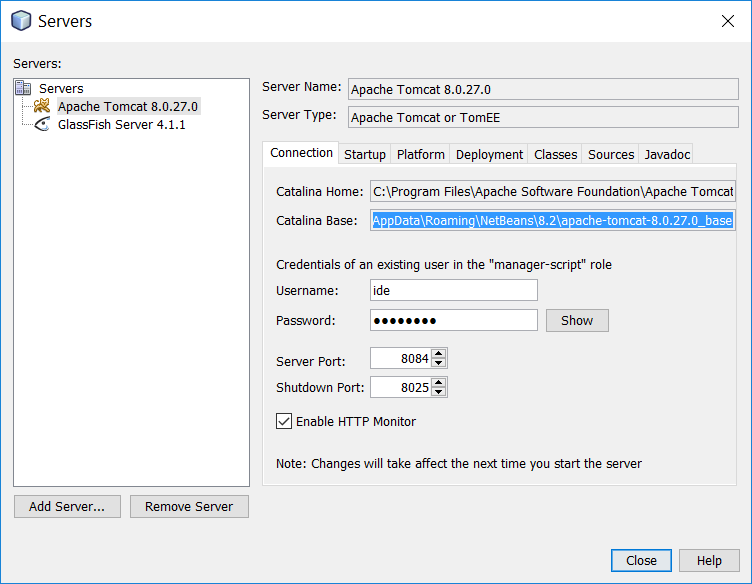 Servers
Servers:
Servers
Apache Tomcat 8.0.27.0
GlassFish Server 4.1.1
Server Name: Apache Tomcat 8.0.27.0
Server Type: Apache Tomcat or TomEE
Connection Startup Platform Deployment Classes Sources Javadoc
Catalina Home: C:\Program Files\Apache Software Foundation\Apache Tomcat
Catalina Base: AppData\Roaming\NetBeans\8.2\apache-tomcat-8.0.27.0_base
Credentials of an existing user in the "manager-script" role
Username: ide
Password: ●●●●●●●● Show
Server Port: 8084
Shutdown Port: 8025
Enable HTTP Monitor
Note: Changes will take affect the next time you start the server
Add Server... Remove Server
Close Help